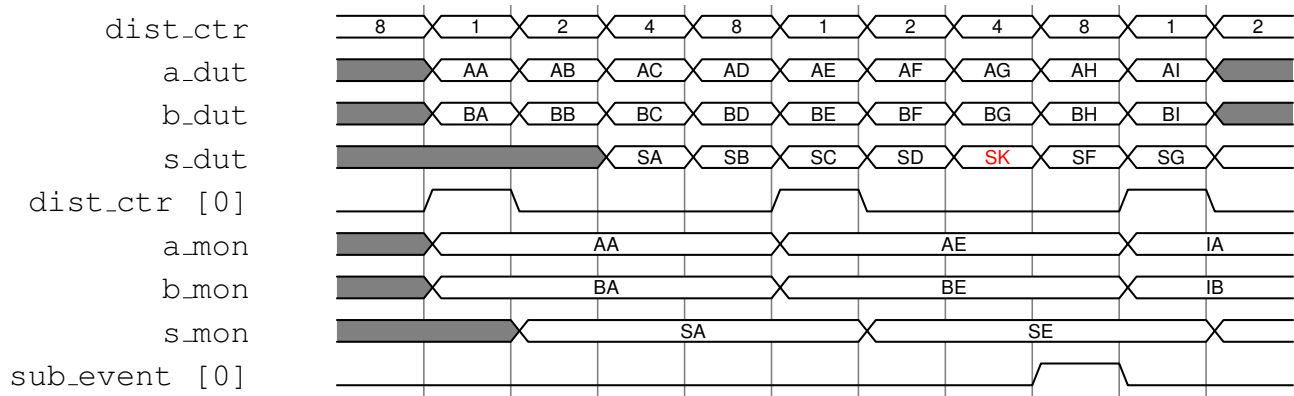 dist_ctr 8 1 2 4 8 1 2 4 8 1 2
a_dut AA AB AC AD AE AF AG AH AI
b_dut BA BB BC BD BE BF BG BH BI
s_dut SA SB SC SD SK SF SG
dist_ctr [0]
a_mon AA AE IA
b_mon BA BE IB
s_mon SA SE
sub_event [0]